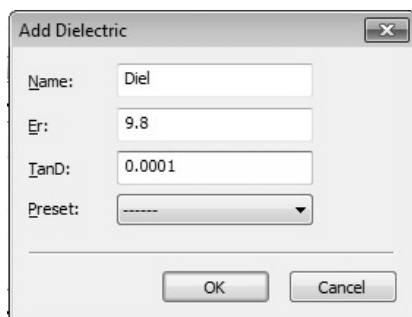 Add Dielectric
Name: Diel
Er: 9.8
TanD: 0.0001
Preset: ------
OK Cancel